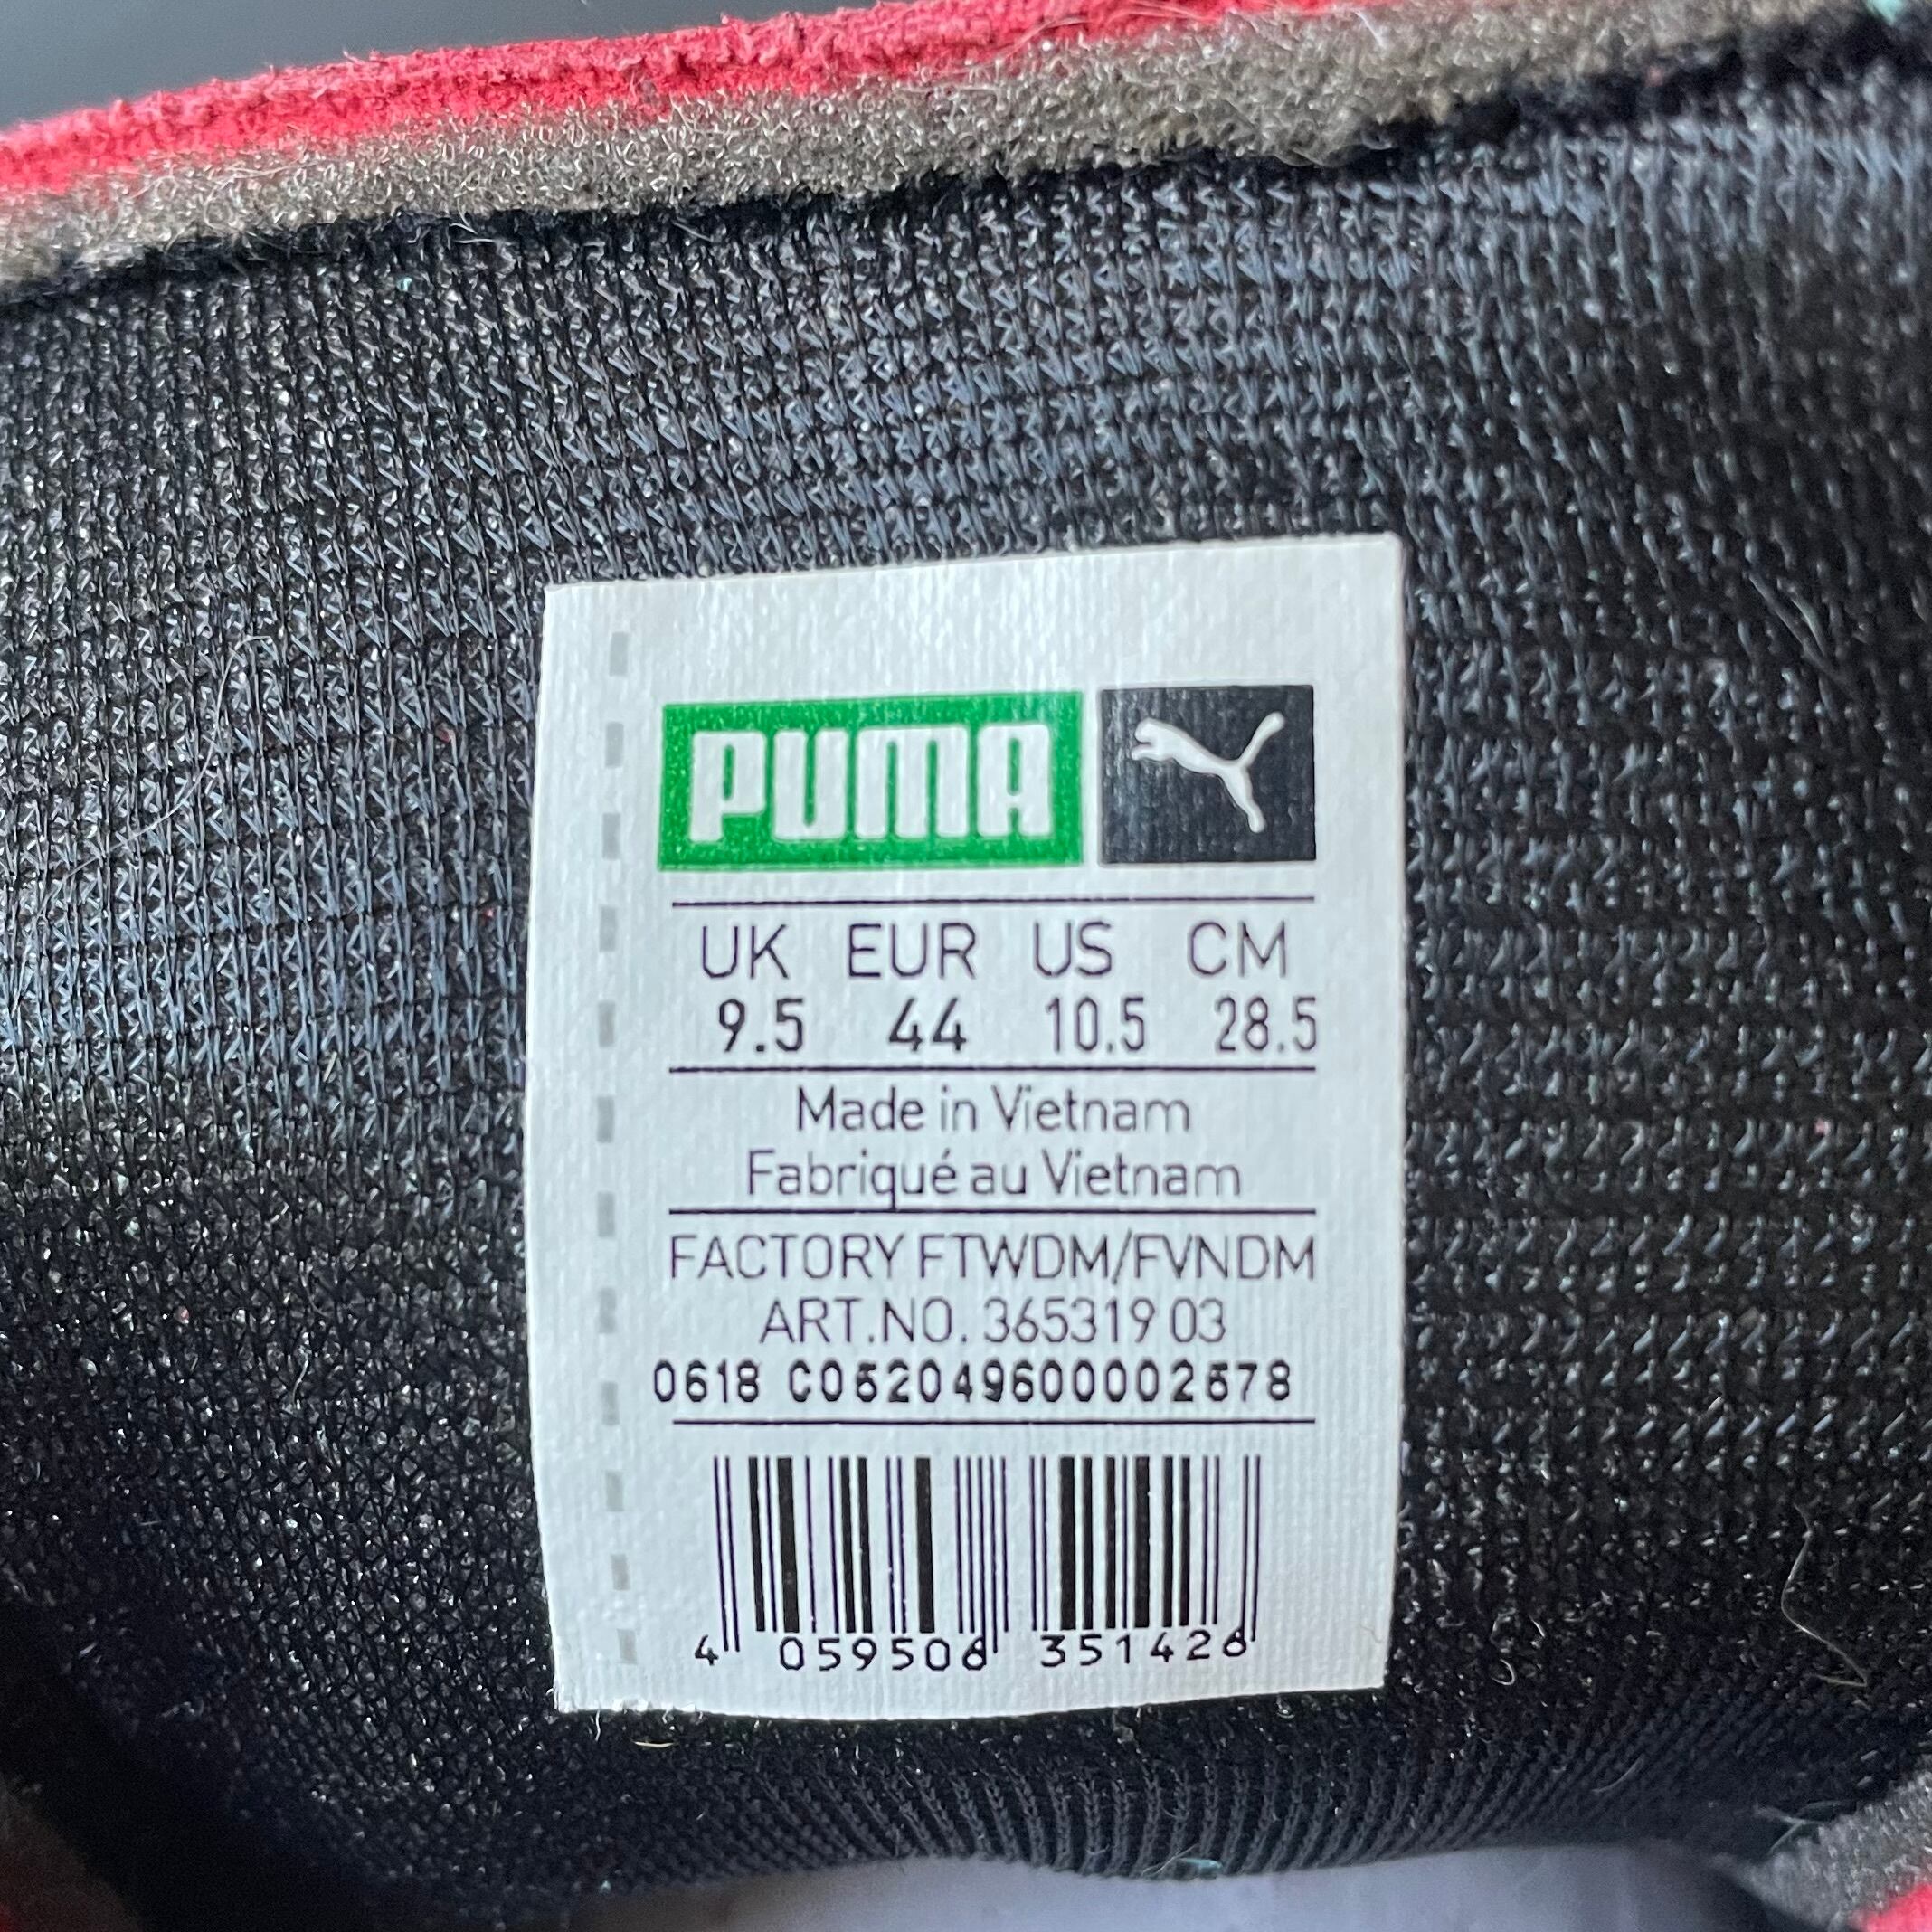 PUMA
UK EUR US CM
9.5 44 10.5 28.5
Made in Vietnam
Fabriqué au Vietnam
FACTORY FTWDM/FVNDM
ART.NO. 365319 03
0618 C052049600002578
4 059506 351426